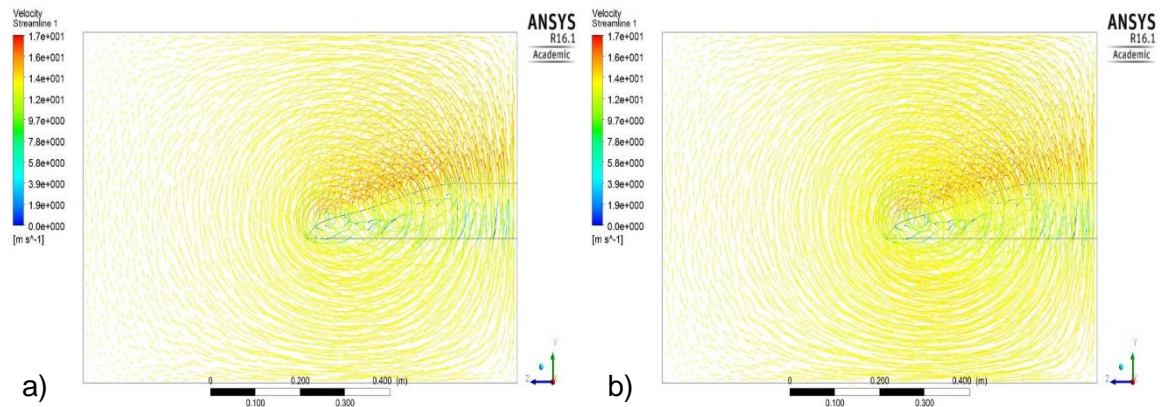 Velocity
Streamline 1
1.7e+001
1.6e+001
1.4e+001
1.2e+001
9.7e+000
7.8e+000
5.8e+000
3.9e+000
1.9e+000
0.0e+000
[m s^-1]
ANSYS
R16.1
Academic
0 0.200 0.400 (m)
0.100 0.300
Y
Z
a)
Velocity
Streamline 1
1.7e+001
1.6e+001
1.4e+001
1.2e+001
9.7e+000
7.8e+000
5.8e+000
3.9e+000
1.9e+000
0.0e+000
[m s^-1]
ANSYS
R16.1
Academic
0 0.200 0.400 (m)
0.100 0.300
Y
Z
b)